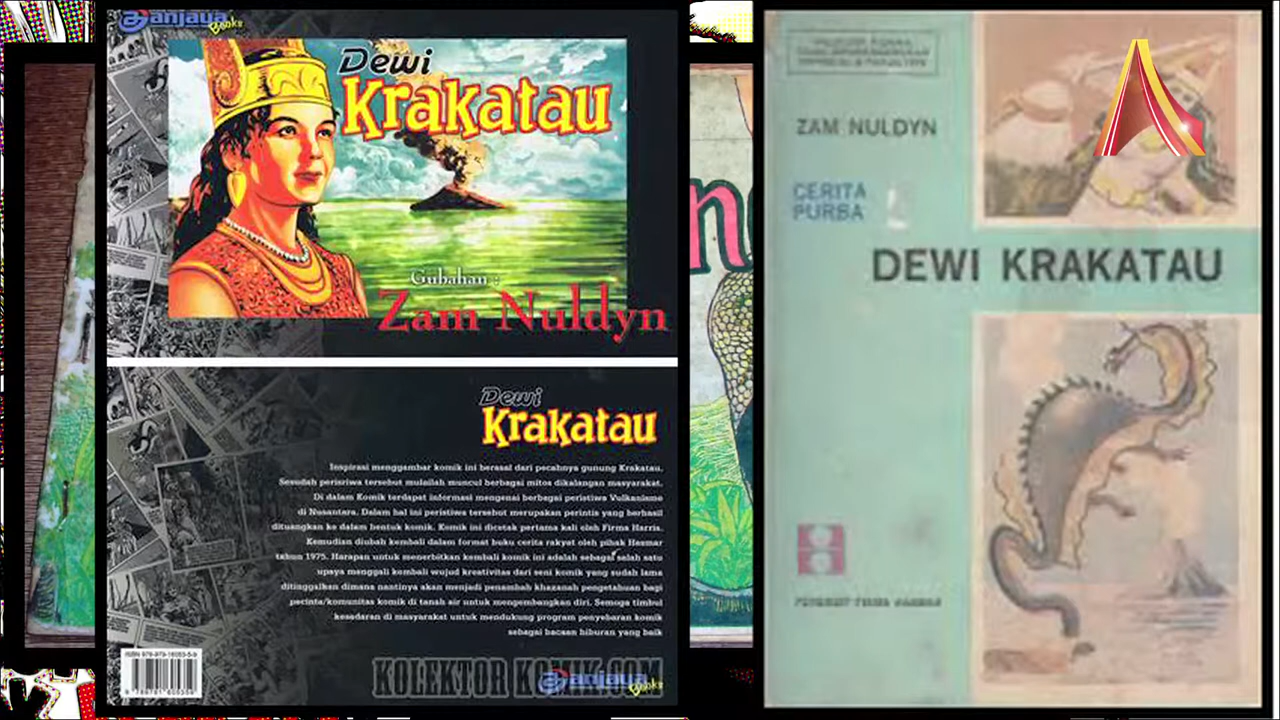 Sanjaya
Books
Dewi
Krakatau
Gubahan :
Zam Nuldyn
Dewi
Krakatau
Inspirasi menggambar komik ini berasal dari pecahnya gunung Krakatau.
Sesudah perisriwa tersebut mulailah muncul berbagai mitos dikalangan masyarakat.
Di dalam Komik terdapat informasi mengenai berbagai peristiwa Vulkanisme
di Nusantara. Dalam hal ini peristiwa tersebut merupakan perintis yang berhasil
dituangkan ke dalam bentuk komik. Komik ini dicetak pertama kali oleh Firma Harris.
Kemudian diubah kembali dalam format buku cerita rakyat oleh pihak Hasmar
tahun 1975. Harapan untuk menerbitkan kembali komik ini adalah sebagai salah satu
upaya menggali kembali wujud kreativitas dari seni komik yang sudah lama
ditinggalkan dimana nantinya akan menjadi penambah khazanah pengetahuan bagi
pecinta/komunitas komik di tanah air untuk mengembangkan diri. Semoga timbul
kesadaran di masyarakat untuk mendukung program penyebaran komik
sebagai bacaan hiburan yang baik
KOLEKTOR KOMIK.COM
Sanjaya
Books
ZAM NULDYN
CERITA
PURBA
DEWI KRAKATAU